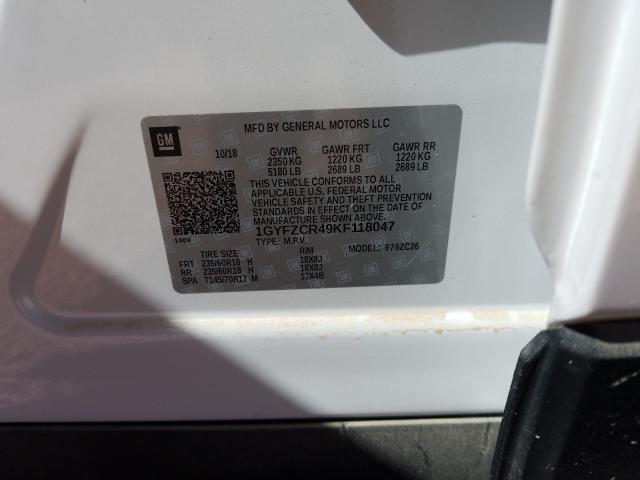 GM
MFD BY GENERAL MOTORS LLC
10/18 GVWR GAWR FRT GAWR RR
2350 KG 1220 KG 1220 KG
5180 LB 2689 LB 2689 LB
THIS VEHICLE CONFORMS TO ALL
APPLICABLE U.S. FEDERAL MOTOR
VEHICLE SAFETY AND THEFT
PREVENTION STANDARDS IN
EFFECT ON THE DATE OF
MANUFACTURE SHOWN ABOVE.
140X
1GYFZCR49KF118047
TYPE: M.P.V. MODEL: 976ZC26
TIRE SIZE RIM
FRT 235/60R18 H 18X8J
RR 235/60R18 H 18X8J
SPA T145/70R17 M 17X4B